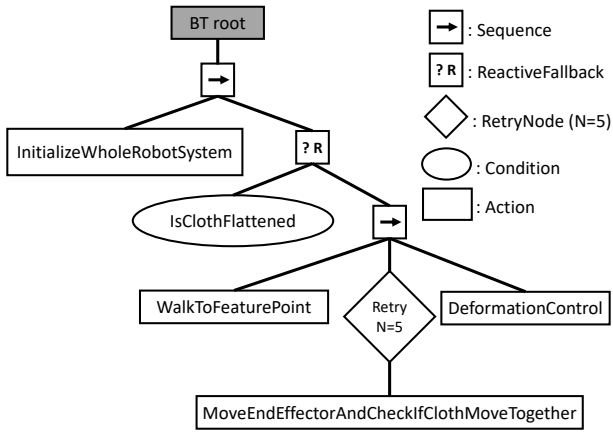 BT root
: Sequence
? R
: ReactiveFallback
: RetryNode (N=5)
InitializeWholeRobotSystem
? R
: Condition
IsClothFlattened
: Action
WalkToFeaturePoint
Retry
N=5
DeformationControl
MoveEndEffectorAndCheckIfClothMoveTogether